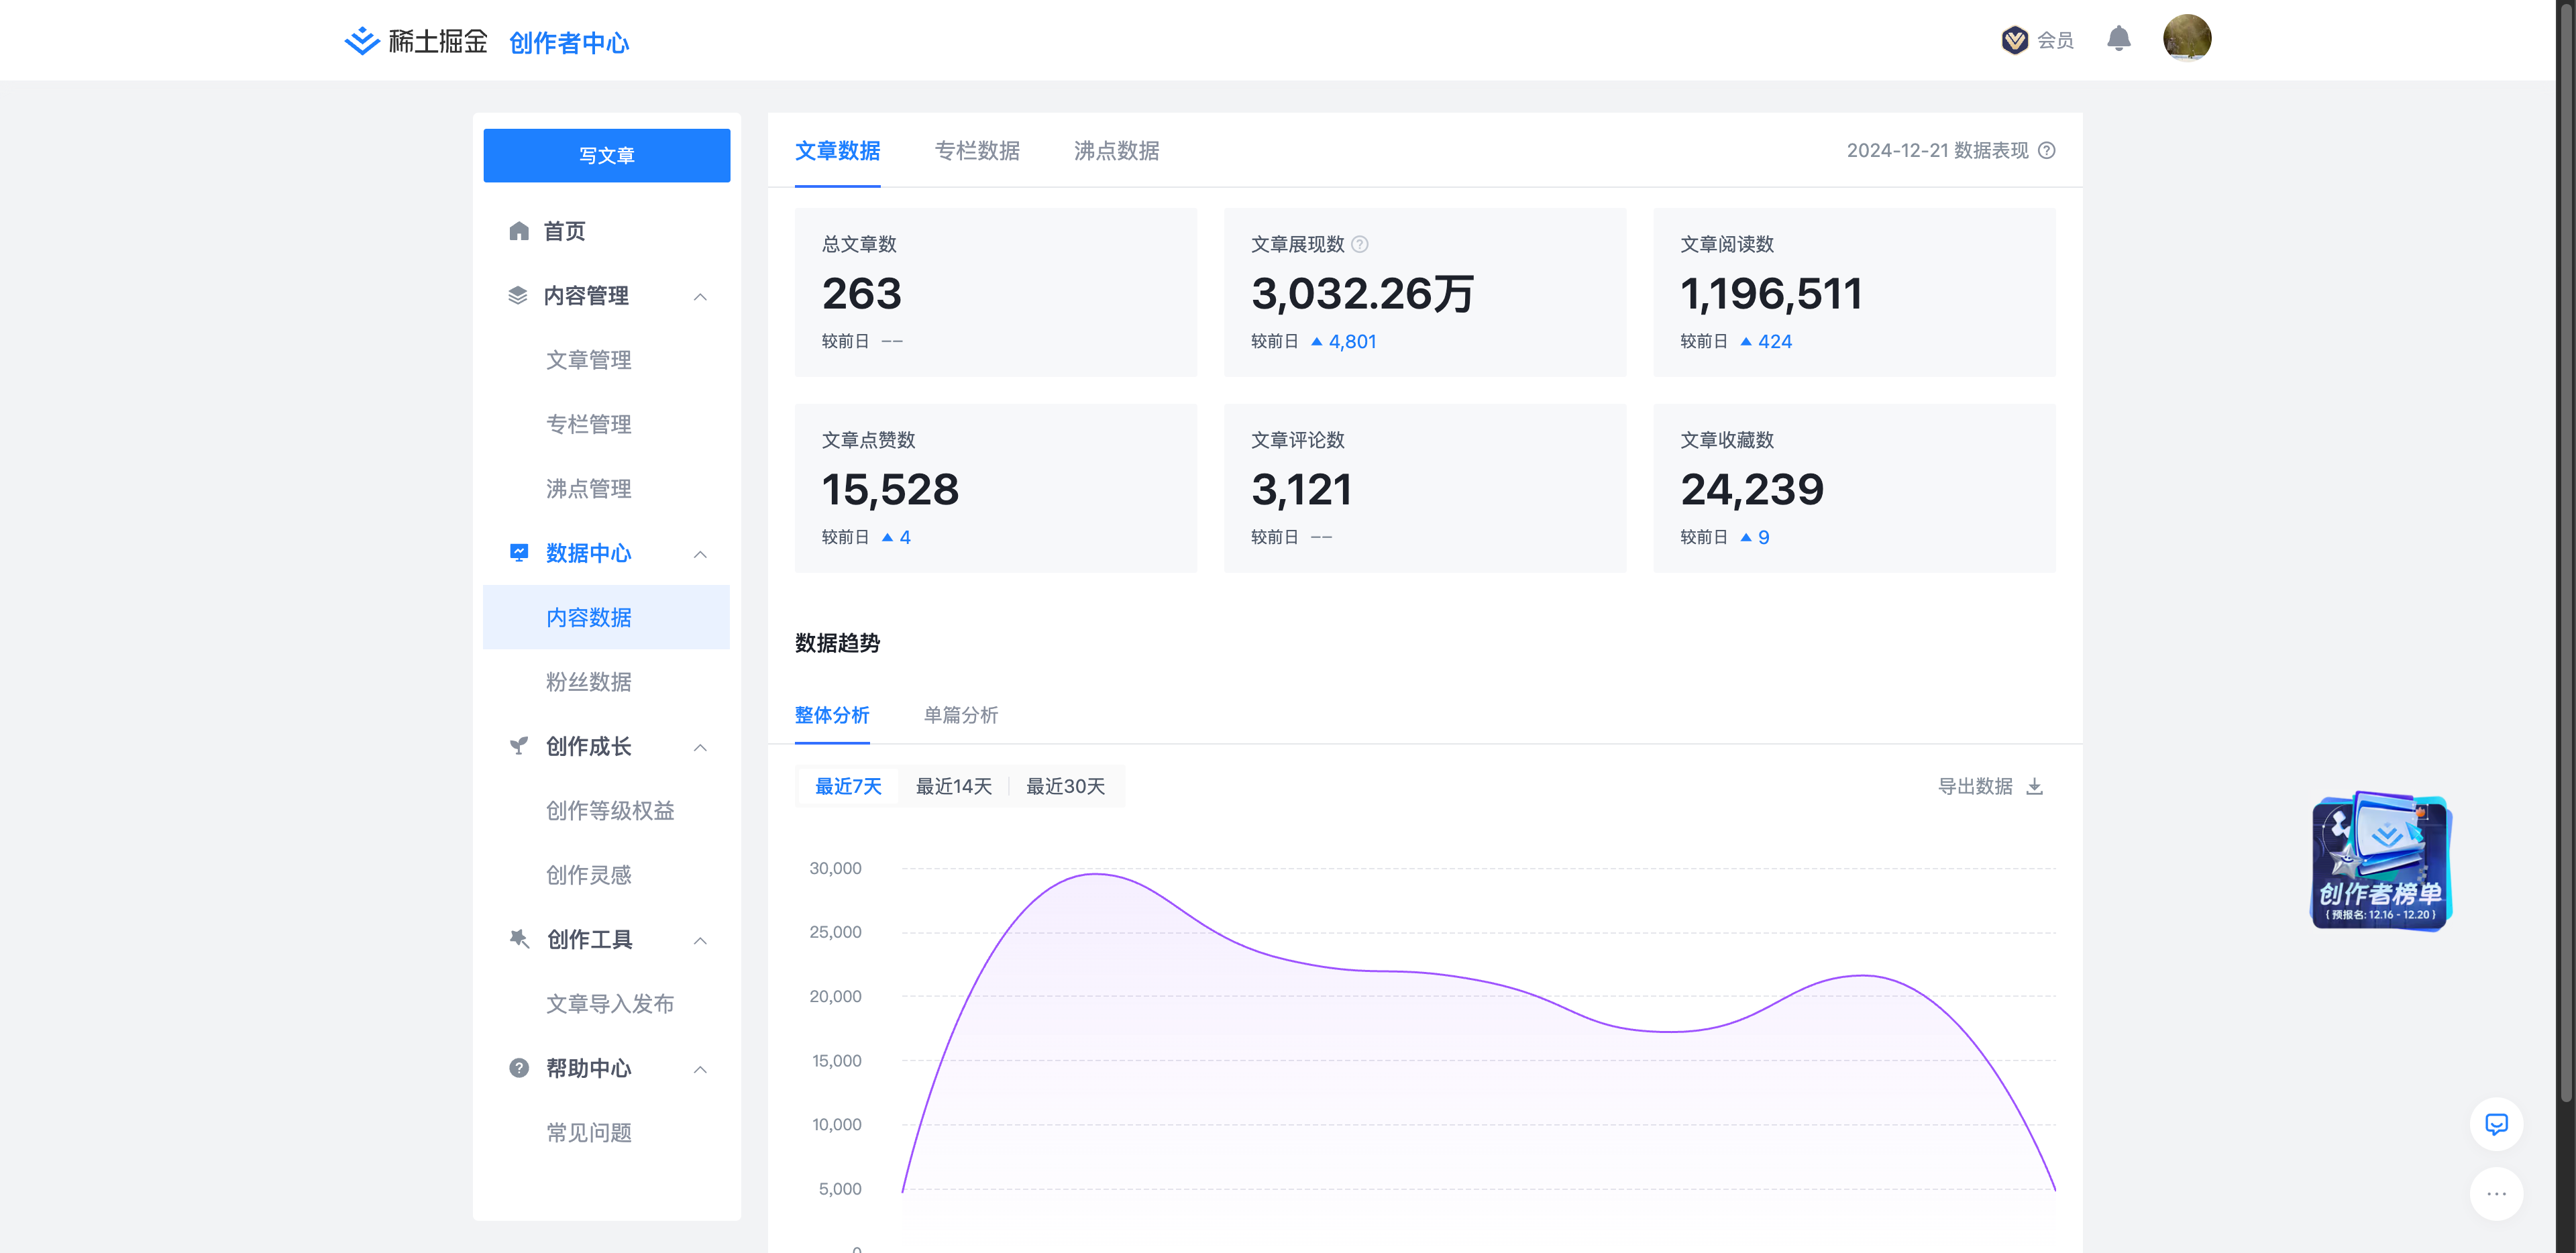 稀土掘金 创作者中心
会员
写文章
首页
内容管理
文章管理
专栏管理
沸点管理
数据中心
内容数据
粉丝数据
创作成长
创作等级权益
创作灵感
创作工具
文章导入发布
帮助中心
常见问题
文章数据 专栏数据 沸点数据
2024-12-21 数据表现
总文章数
263
较前日 --
文章展现数
3,032.26万
较前日 4,801
文章阅读数
1,196,511
较前日 424
文章点赞数
15,528
较前日 4
文章评论数
3,121
较前日 --
文章收藏数
24,239
较前日 9
数据趋势
整体分析 单篇分析
最近7天 最近14天 最近30天
导出数据
30,000
25,000
20,000
15,000
10,000
5,000
0
创作者榜单
{ 预报名: 12.16 - 12.20 }